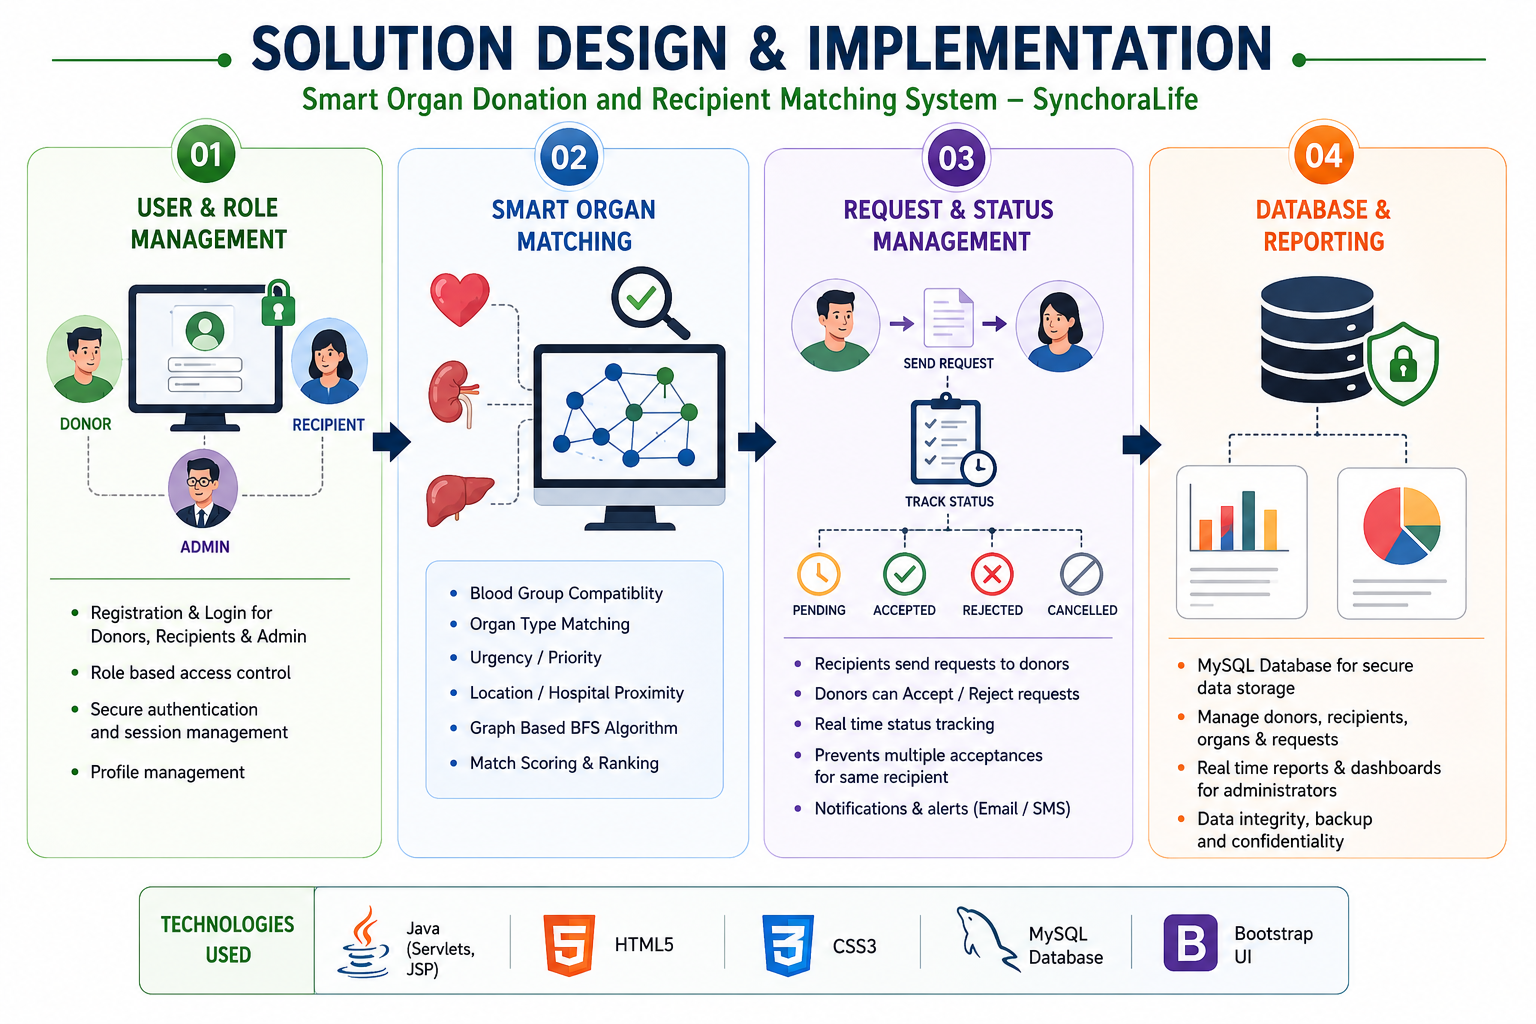 SOLUTION DESIGN & IMPLEMENTATION
Smart Organ Donation and Recipient Matching System – SynchoraLife
01
USER & ROLE
MANAGEMENT
DONOR
RECIPIENT
ADMIN
Registration & Login for
Donors, Recipients & Admin
Role based access control
Secure authentication
and session management
Profile management
02
SMART ORGAN
MATCHING
Blood Group Compatiblity
Organ Type Matching
Urgency / Priority
Location / Hospital Proximity
Graph Based BFS Algorithm
Match Scoring & Ranking
03
REQUEST & STATUS
MANAGEMENT
SEND REQUEST
TRACK STATUS
PENDING
ACCEPTED
REJECTED
CANCELLED
Recipients send requests to donors
Donors can Accept / Reject requests
Real time status tracking
Prevents multiple acceptances
for same recipient
Notifications & alerts (Email / SMS)
04
DATABASE &
REPORTING
MySQL Database for secure
data storage
Manage donors, recipients,
organs & requests
Real time reports & dashboards
for administrators
Data integrity, backup
and confidentiality
TECHNOLOGIES
USED
Java
(Servlets,
JSP)
5
HTML5
3
CSS3
MySQL
Database
B
Bootstrap
UI